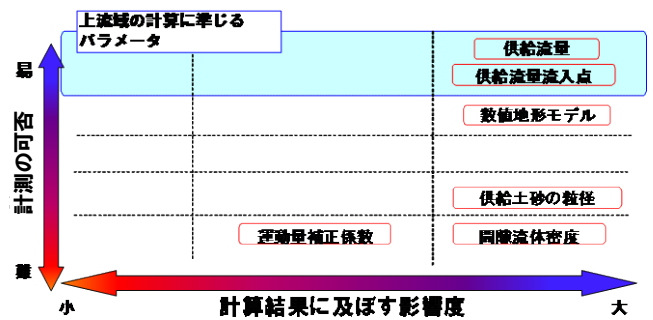 上流域の計算に準じる
パラメータ
易
供給流量
供給流量流入点
数値地形モデル
計測の可否
供給土砂の粒径
運動量補正係数
間隙流体密度
難
小
計算結果に及ぼす影響度
大